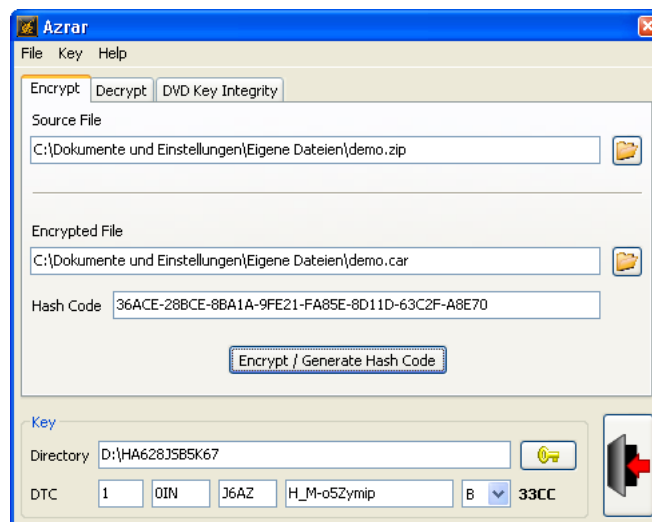 Azrar
File Key Help
Encrypt Decrypt DVD Key Integrity
Source File
C:\Dokumente und Einstellungen\Eigene Dateien\demo.zip
Encrypted File
C:\Dokumente und Einstellungen\Eigene Dateien\demo.car
Hash Code 36ACE-28BCE-8BA1A-9FE21-FA85E-8D11D-63C2F-A8E70
Encrypt / Generate Hash Code
Key
Directory D:\HA628JSB5K67
DTC 1 0IN J6AZ H_M-o5Zymip B 33CC